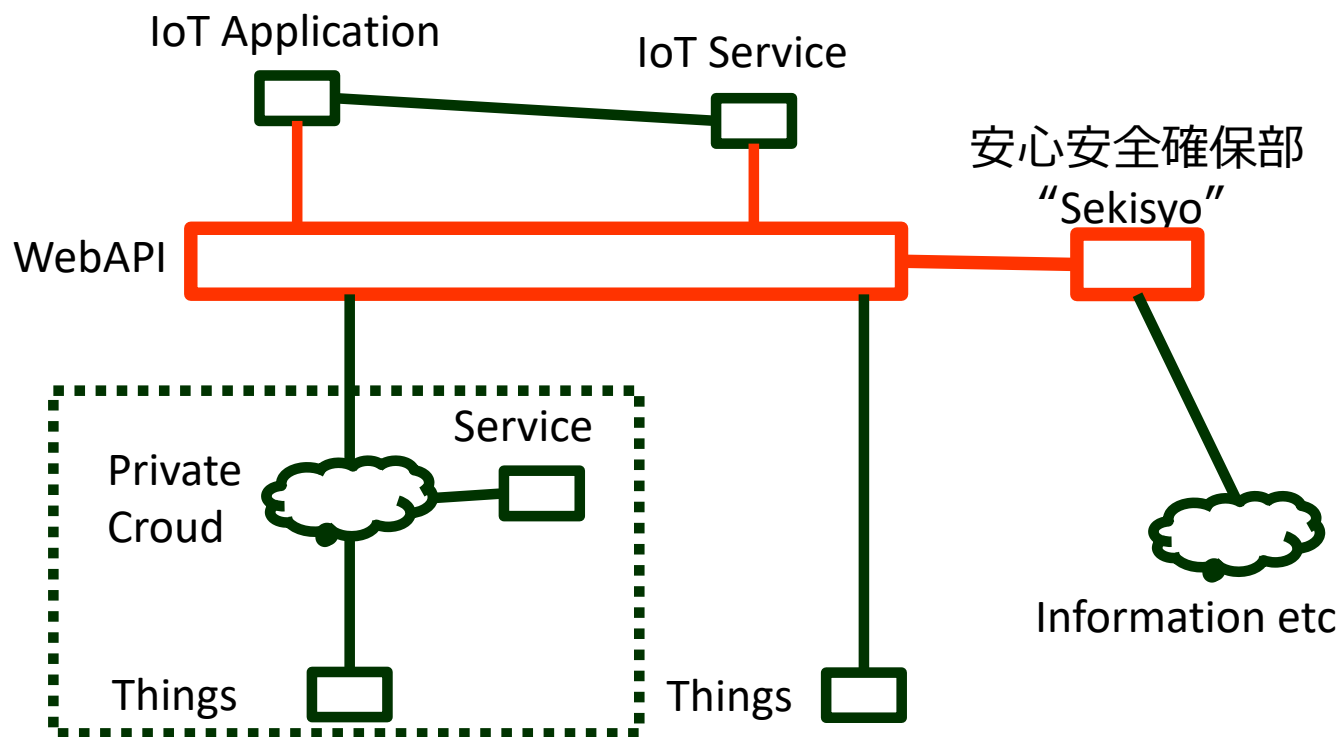 IoT Application
IoT Service
安心安全確保部
“Sekisyo”
WebAPI
Service
Private
Croud
Information etc
Things
Things